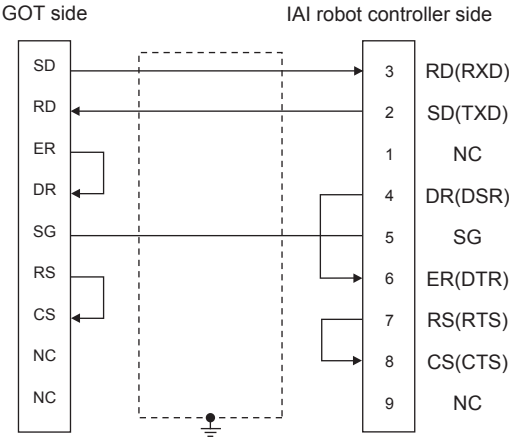 GOT side IAI robot controller side
SD 3 RD(RXD)
RD 2 SD(TXD)
ER 1 NC
DR 4 DR(DSR)
SG 5 SG
RS 6 ER(DTR)
CS 7 RS(RTS)
NC 8 CS(CTS)
NC 9 NC